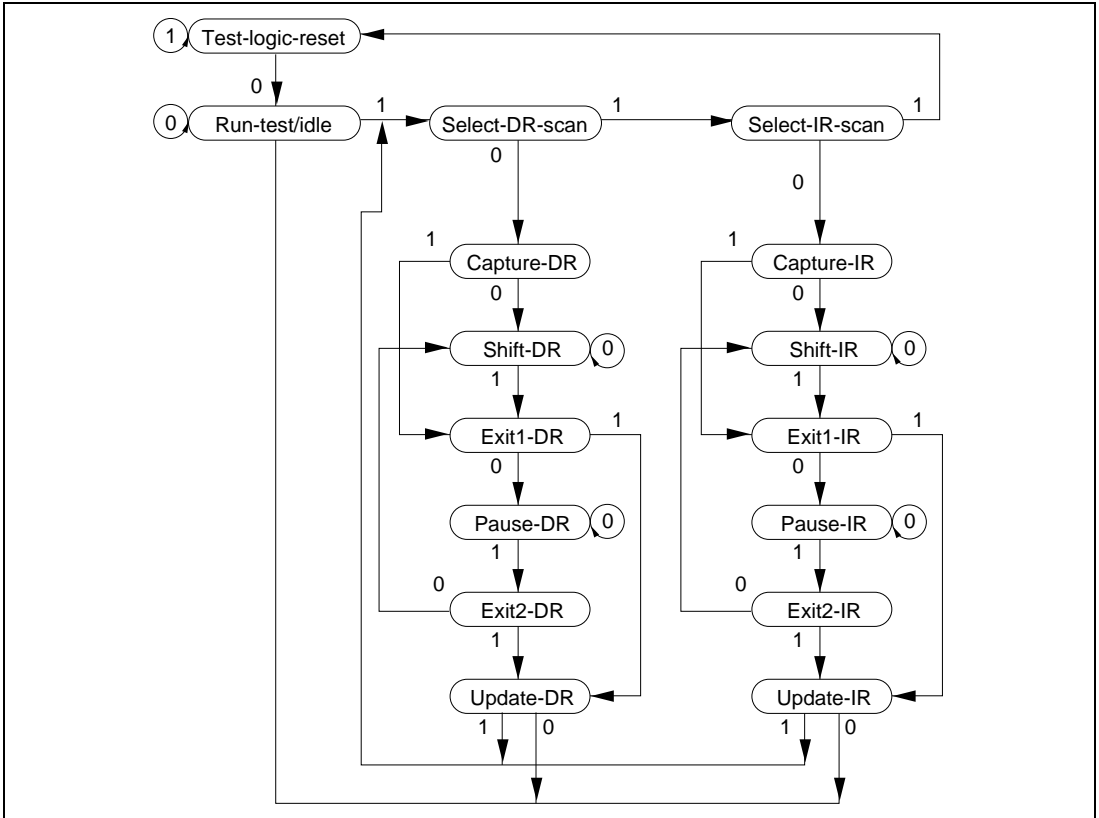 1 Test-logic-reset
0
0 Run-test/idle 1 Select-DR-scan 1 Select-IR-scan 1
0 0
1 1
Capture-DR Capture-IR
0 0
Shift-DR 0 Shift-IR 0
1 1
Exit1-DR 1 Exit1-IR 1
0 0
Pause-DR 0 Pause-IR 0
1 1
0 0
Exit2-DR Exit2-IR
1 1
Update-DR Update-IR
1 0 1 0